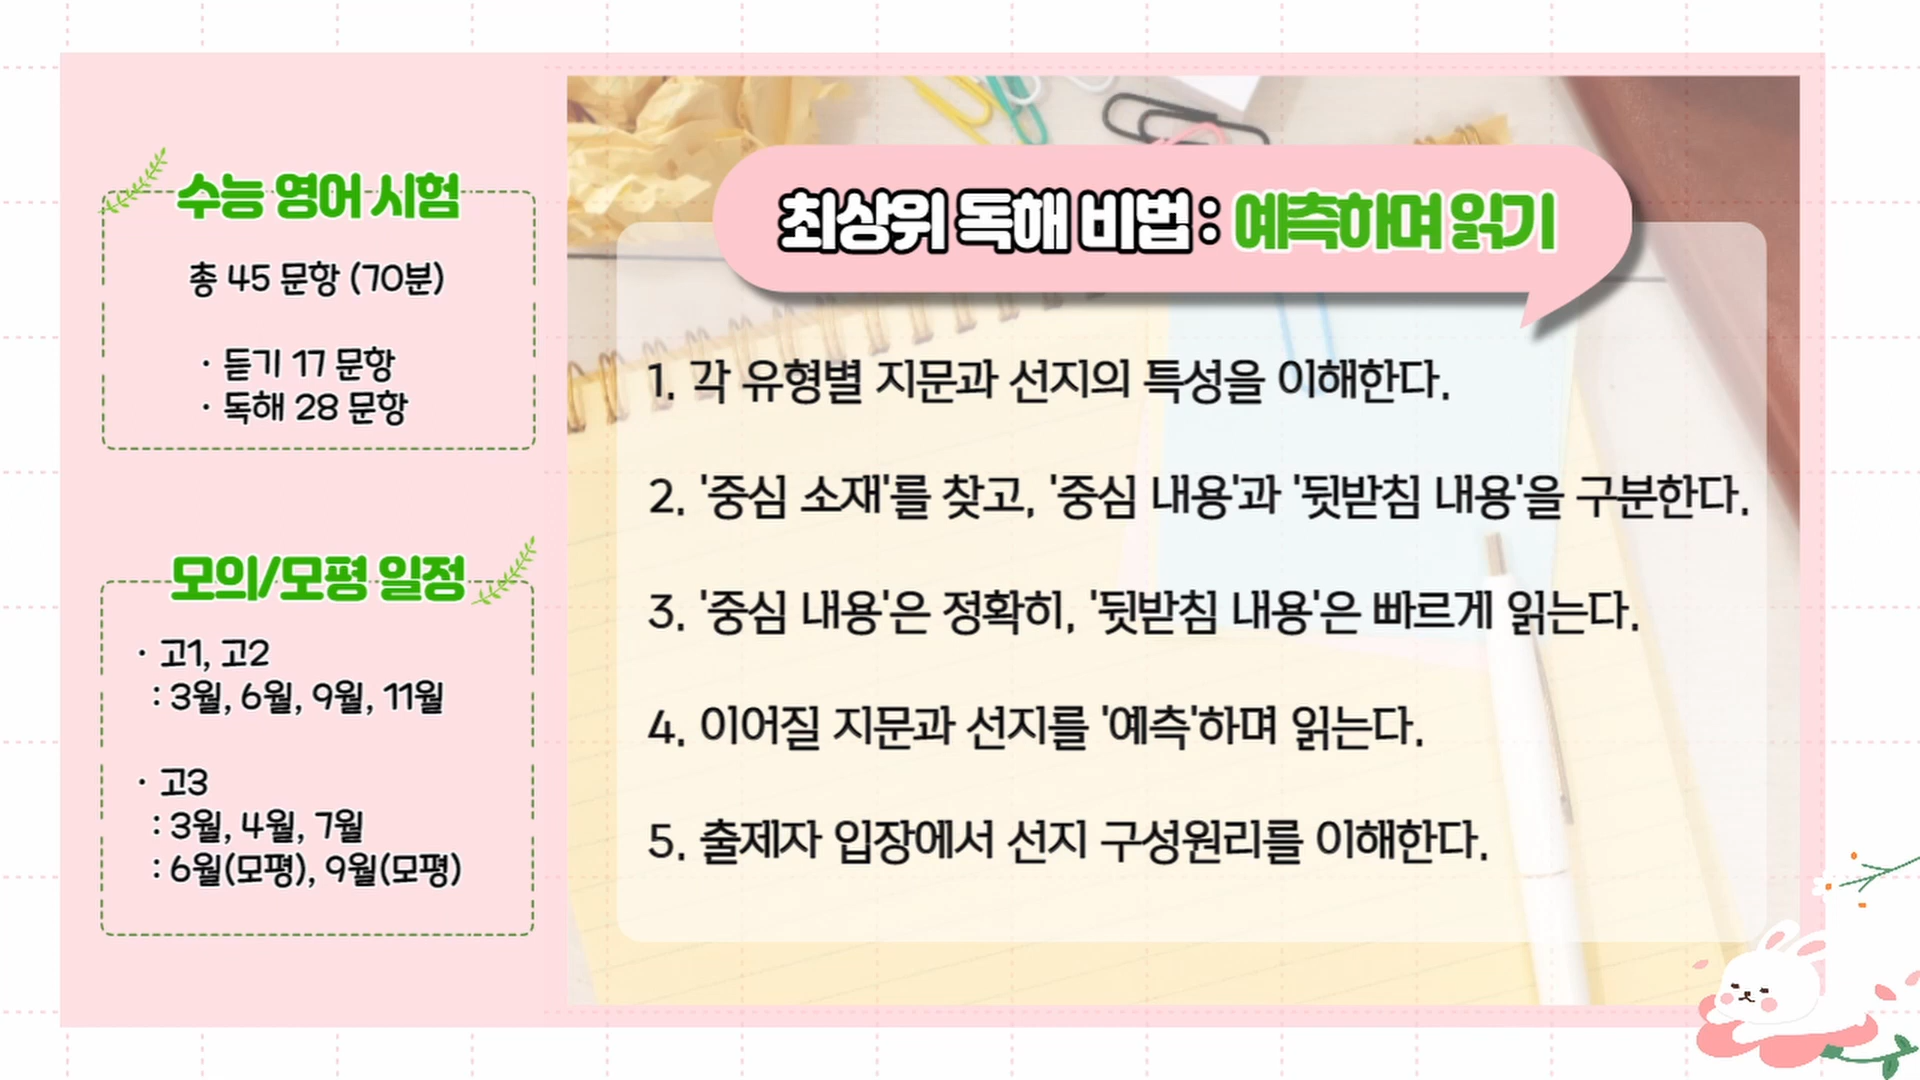 수능 영어 시험
총 45 문항 (70분)
· 듣기 17 문항
· 독해 28 문항
모의/모평 일정
· 고1, 고2
: 3월, 6월, 9월, 11월
· 고3
: 3월, 4월, 7월
: 6월(모평), 9월(모평)
최상위 독해 비법 : 예측하며 읽기
1. 각 유형별 지문과 선지의 특성을 이해한다.
2. '중심 소재'를 찾고, '중심 내용'과 '뒷받침 내용'을 구분한다.
3. '중심 내용'은 정확히, '뒷받침 내용'은 빠르게 읽는다.
4. 이어질 지문과 선지를 '예측'하며 읽는다.
5. 출제자 입장에서 선지 구성원리를 이해한다.